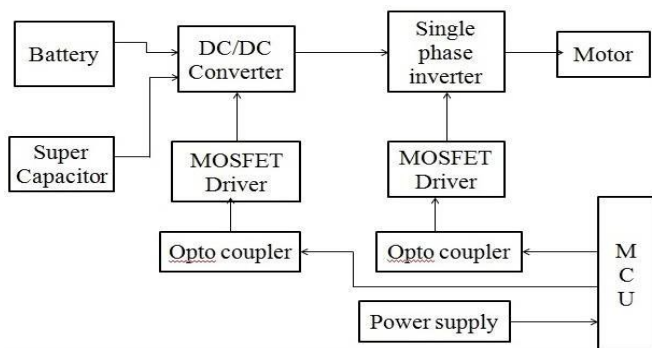 Battery
DC/DC
Converter
Single
phase
inverter
Motor
Super
Capacitor
MOSFET
Driver
MOSFET
Driver
Opto coupler
Opto coupler
M
C
U
Power supply